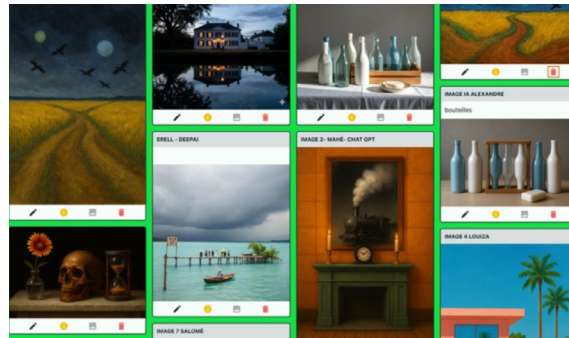 ERELL - DEEPAI
IMAGE 7 SALOMÉ
IMAGE 2- MAHÉ- CHAT GPT
IMAGE IA ALEXANDRE
bouteilles
IMAGE 4 LOUIZA